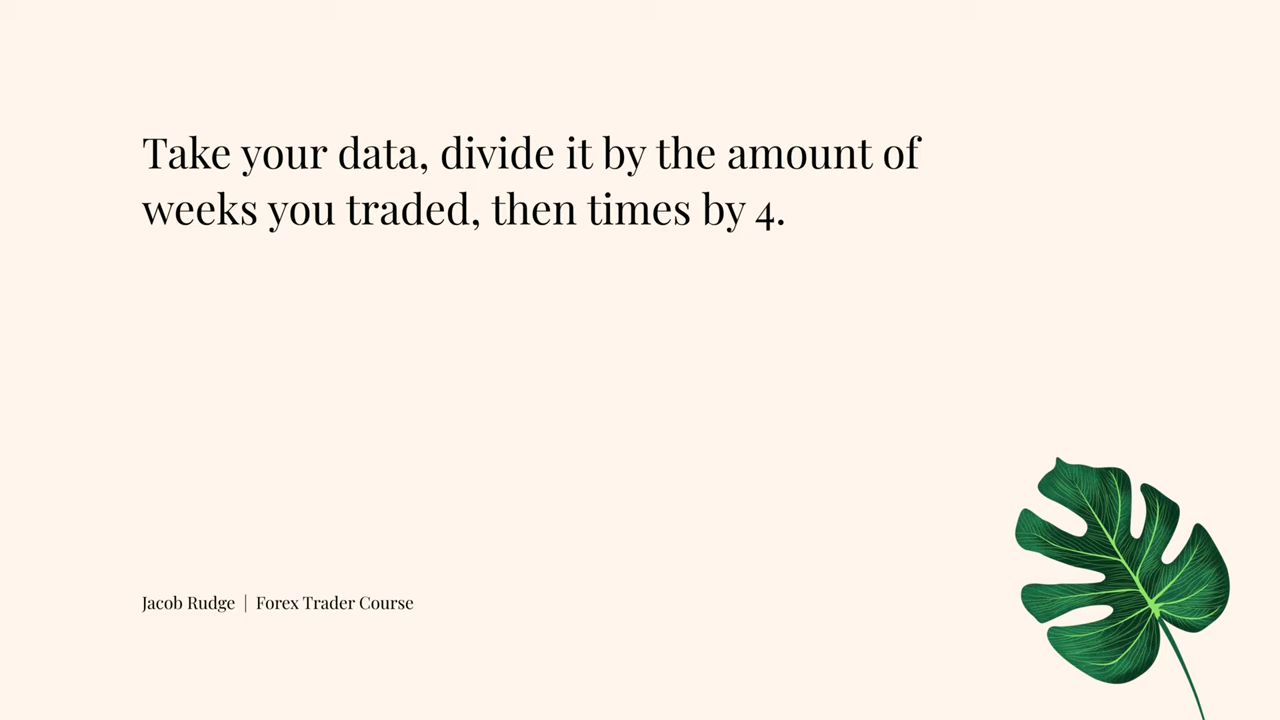 Take your data, divide it by the amount of
weeks you traded, then times by 4.
Jacob Rudge | Forex Trader Course